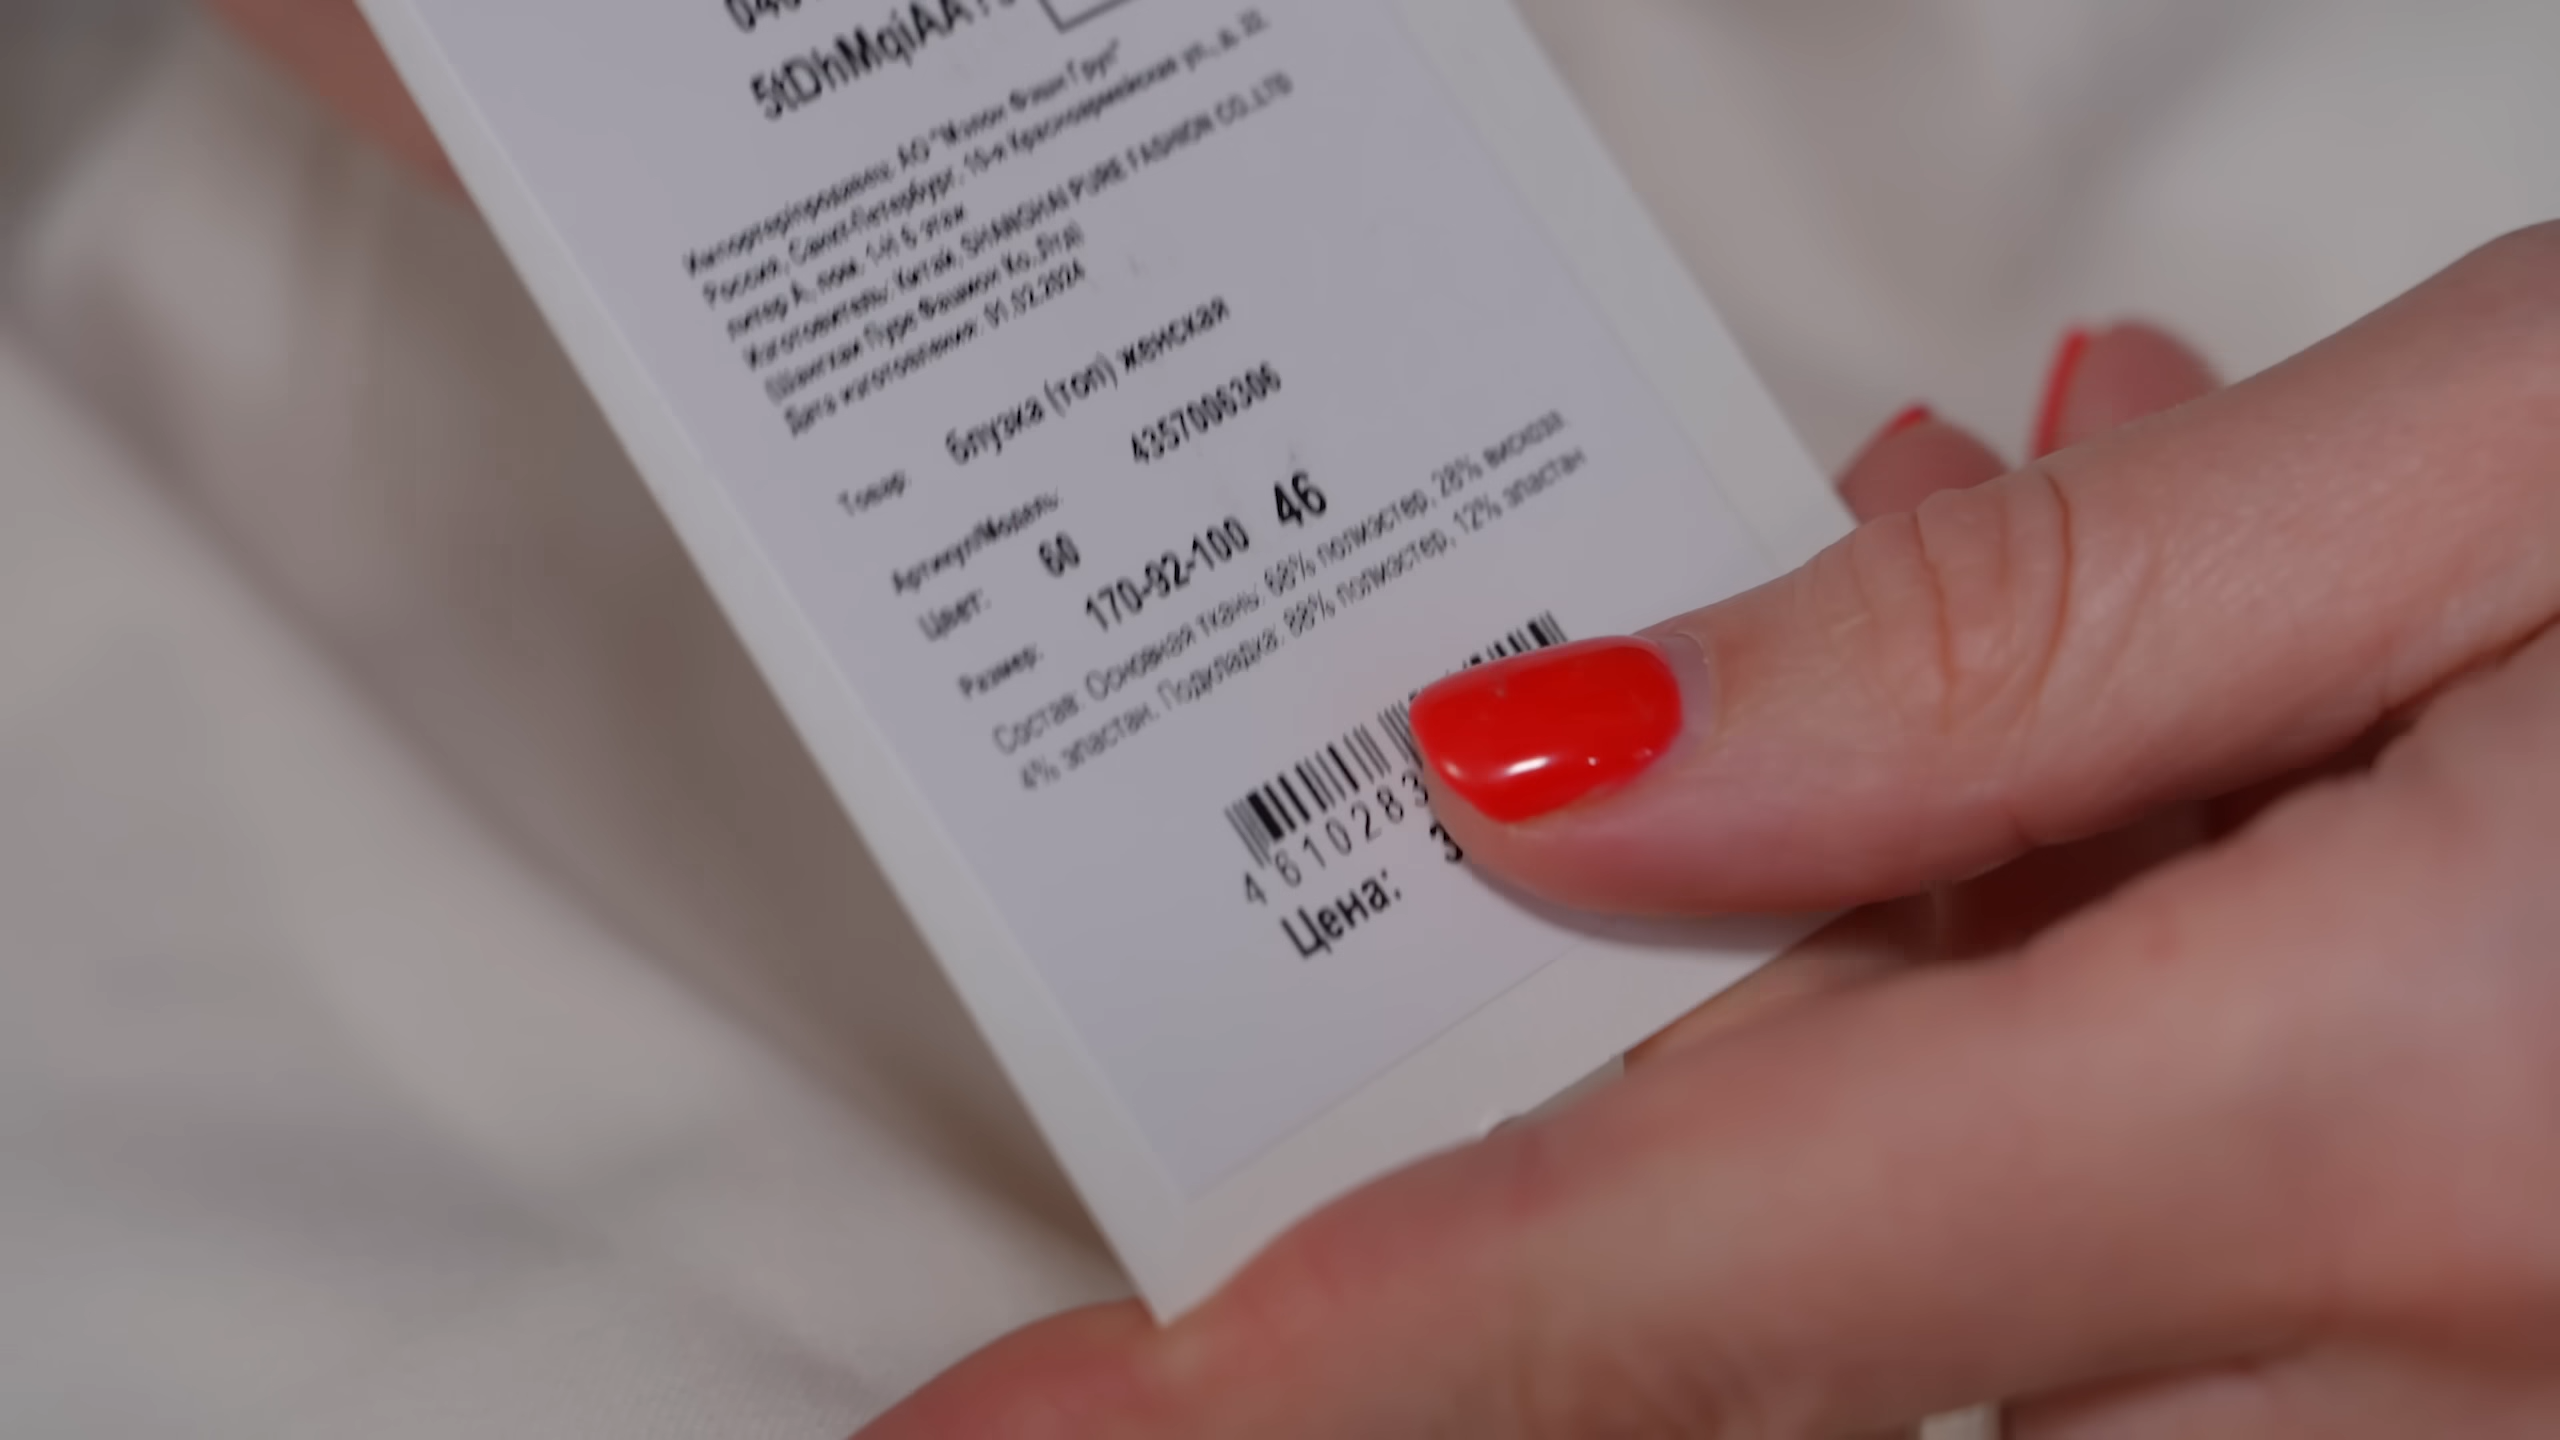 5tDhMqiAA
Импортер/продавец: АО "Мэлон Фэшн Груп"
Россия, Санкт-Петербург, 10-я Красноармейская ул., д. 22,
литер А, пом. 1-Н 6 этаж
Изготовитель: Китай, SHANGHAI PURE FASHION CO.,LTD
(Шангхаи Пуре Фашион Ко.,Лтд)
Дата изготовления: 01.02.2024
Товар: блузка (топ) женская
Артикул/Модель: 4357006306
Цвет: 60
Размер: 170-92-100 46
Состав: Основная ткань: 68% полиэстер, 28% вискоза,
4% эластан. Подкладка: 88% полиэстер, 12% эластан
4610283
Цена: 3